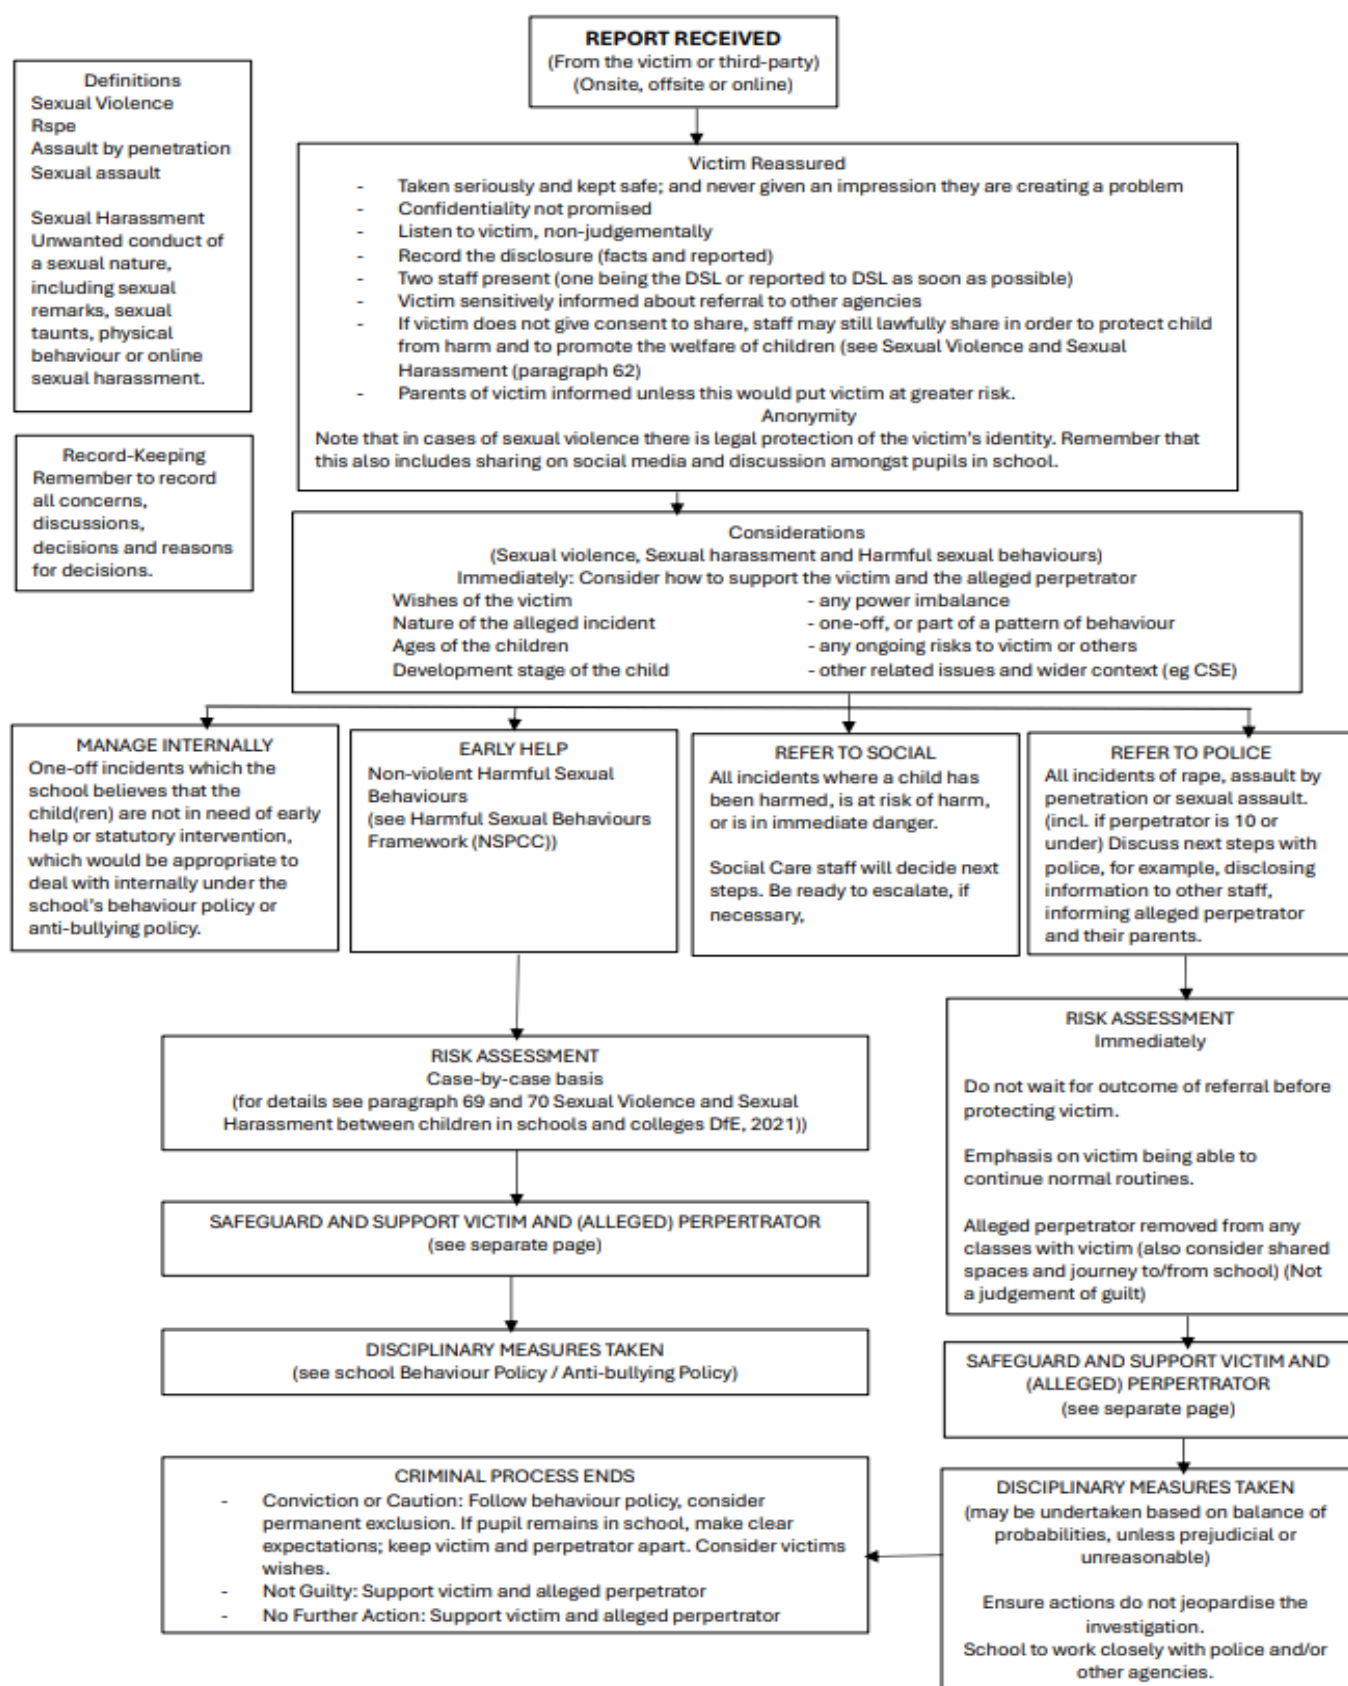 REPORT RECEIVED
(From the victim or third-party)
(Onsite, offsite or online)
Definitions
Sexual Violence
Rspe
Assault by penetration
Sexual assault
Sexual Harassment
Unwanted conduct of
a sexual nature,
including sexual
remarks, sexual
taunts, physical
behaviour or online
sexual harassment.
Record-Keeping
Remember to record
all concerns,
discussions,
decisions and reasons
for decisions.
Victim Reassured
- Taken seriously and kept safe; and never given an impression they are creating a problem
- Confidentiality not promised
- Listen to victim, non-judgementally
- Record the disclosure (facts and reported)
- Two staff present (one being the DSL or reported to DSL as soon as possible)
- Victim sensitively informed about referral to other agencies
- If victim does not give consent to share, staff may still lawfully share in order to protect child
from harm and to promote the welfare of children (see Sexual Violence and Sexual
Harassment (paragraph 62)
- Parents of victim informed unless this would put victim at greater risk.
Anonymity
Note that in cases of sexual violence there is legal protection of the victim's identity. Remember that
this also includes sharing on social media and discussion amongst pupils in school.
Considerations
(Sexual violence, Sexual harassment and Harmful sexual behaviours)
Immediately: Consider how to support the victim and the alleged perpetrator
Wishes of the victim - any power imbalance
Nature of the alleged incident - one-off, or part of a pattern of behaviour
Ages of the children - any ongoing risks to victim or others
Development stage of the child - other related issues and wider context (eg CSE)
MANAGE INTERNALLY
One-off incidents which the
school believes that the
child(ren) are not in need of early
help or statutory intervention,
which would be appropriate to
deal with internally under the
school's behaviour policy or
anti-bullying policy.
EARLY HELP
Non-violent Harmful Sexual
Behaviours
(see Harmful Sexual Behaviours
Framework (NSPCC))
REFER TO SOCIAL
All incidents where a child has
been harmed, is at risk of harm,
or is in immediate danger.
Social Care staff will decide next
steps. Be ready to escalate, if
necessary,
REFER TO POLICE
All incidents of rape, assault by
penetration or sexual assault.
(incl. if perpetrator is 10 or
under) Discuss next steps with
police, for example, disclosing
information to other staff,
informing alleged perpetrator
and their parents.
RISK ASSESSMENT
Case-by-case basis
(for details see paragraph 69 and 70 Sexual Violence and Sexual
Harassment between children in schools and colleges DfE, 2021))
SAFEGUARD AND SUPPORT VICTIM AND (ALLEGED) PERPERTRATOR
(see separate page)
DISCIPLINARY MEASURES TAKEN
(see school Behaviour Policy / Anti-bullying Policy)
RISK ASSESSMENT
Immediately
Do not wait for outcome of referral before
protecting victim.
Emphasis on victim being able to
continue normal routines.
Alleged perpetrator removed from any
classes with victim (also consider shared
spaces and journey to/from school) (Not
a judgement of guilt)
SAFEGUARD AND SUPPORT VICTIM AND
(ALLEGED) PERPERTRATOR
(see separate page)
DISCIPLINARY MEASURES TAKEN
(may be undertaken based on balance of
probabilities, unless prejudicial or
unreasonable)
Ensure actions do not jeopardise the
investigation.
School to work closely with police and/or
other agencies.
CRIMINAL PROCESS ENDS
- Conviction or Caution: Follow behaviour policy, consider
permanent exclusion. If pupil remains in school, make clear
expectations; keep victim and perpetrator apart. Consider victims
wishes.
- Not Guilty: Support victim and alleged perpetrator
- No Further Action: Support victim and alleged perpertrator